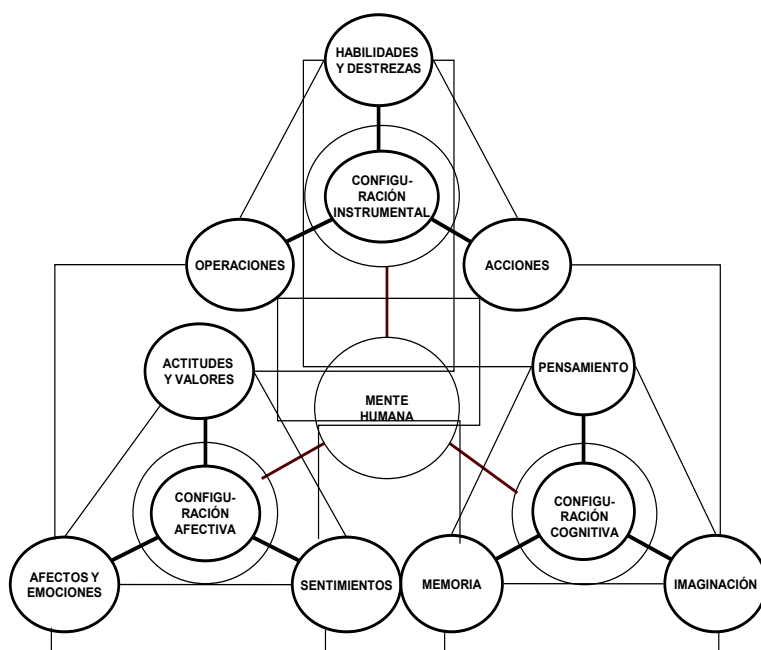 HABILIDADES
Y DESTREZAS
CONFIGU-
RACIÓN
INSTRUMENTAL
OPERACIONES
ACCIONES
ACTITUDES
Y VALORES
PENSAMIENTO
MENTE
HUMANA
CONFIGU-
RACIÓN
AFECTIVA
CONFIGU-
RACIÓN
COGNITIVA
AFECTOS Y
EMOCIONES
SENTIMIENTOS
MEMORIA
IMAGINACIÓN